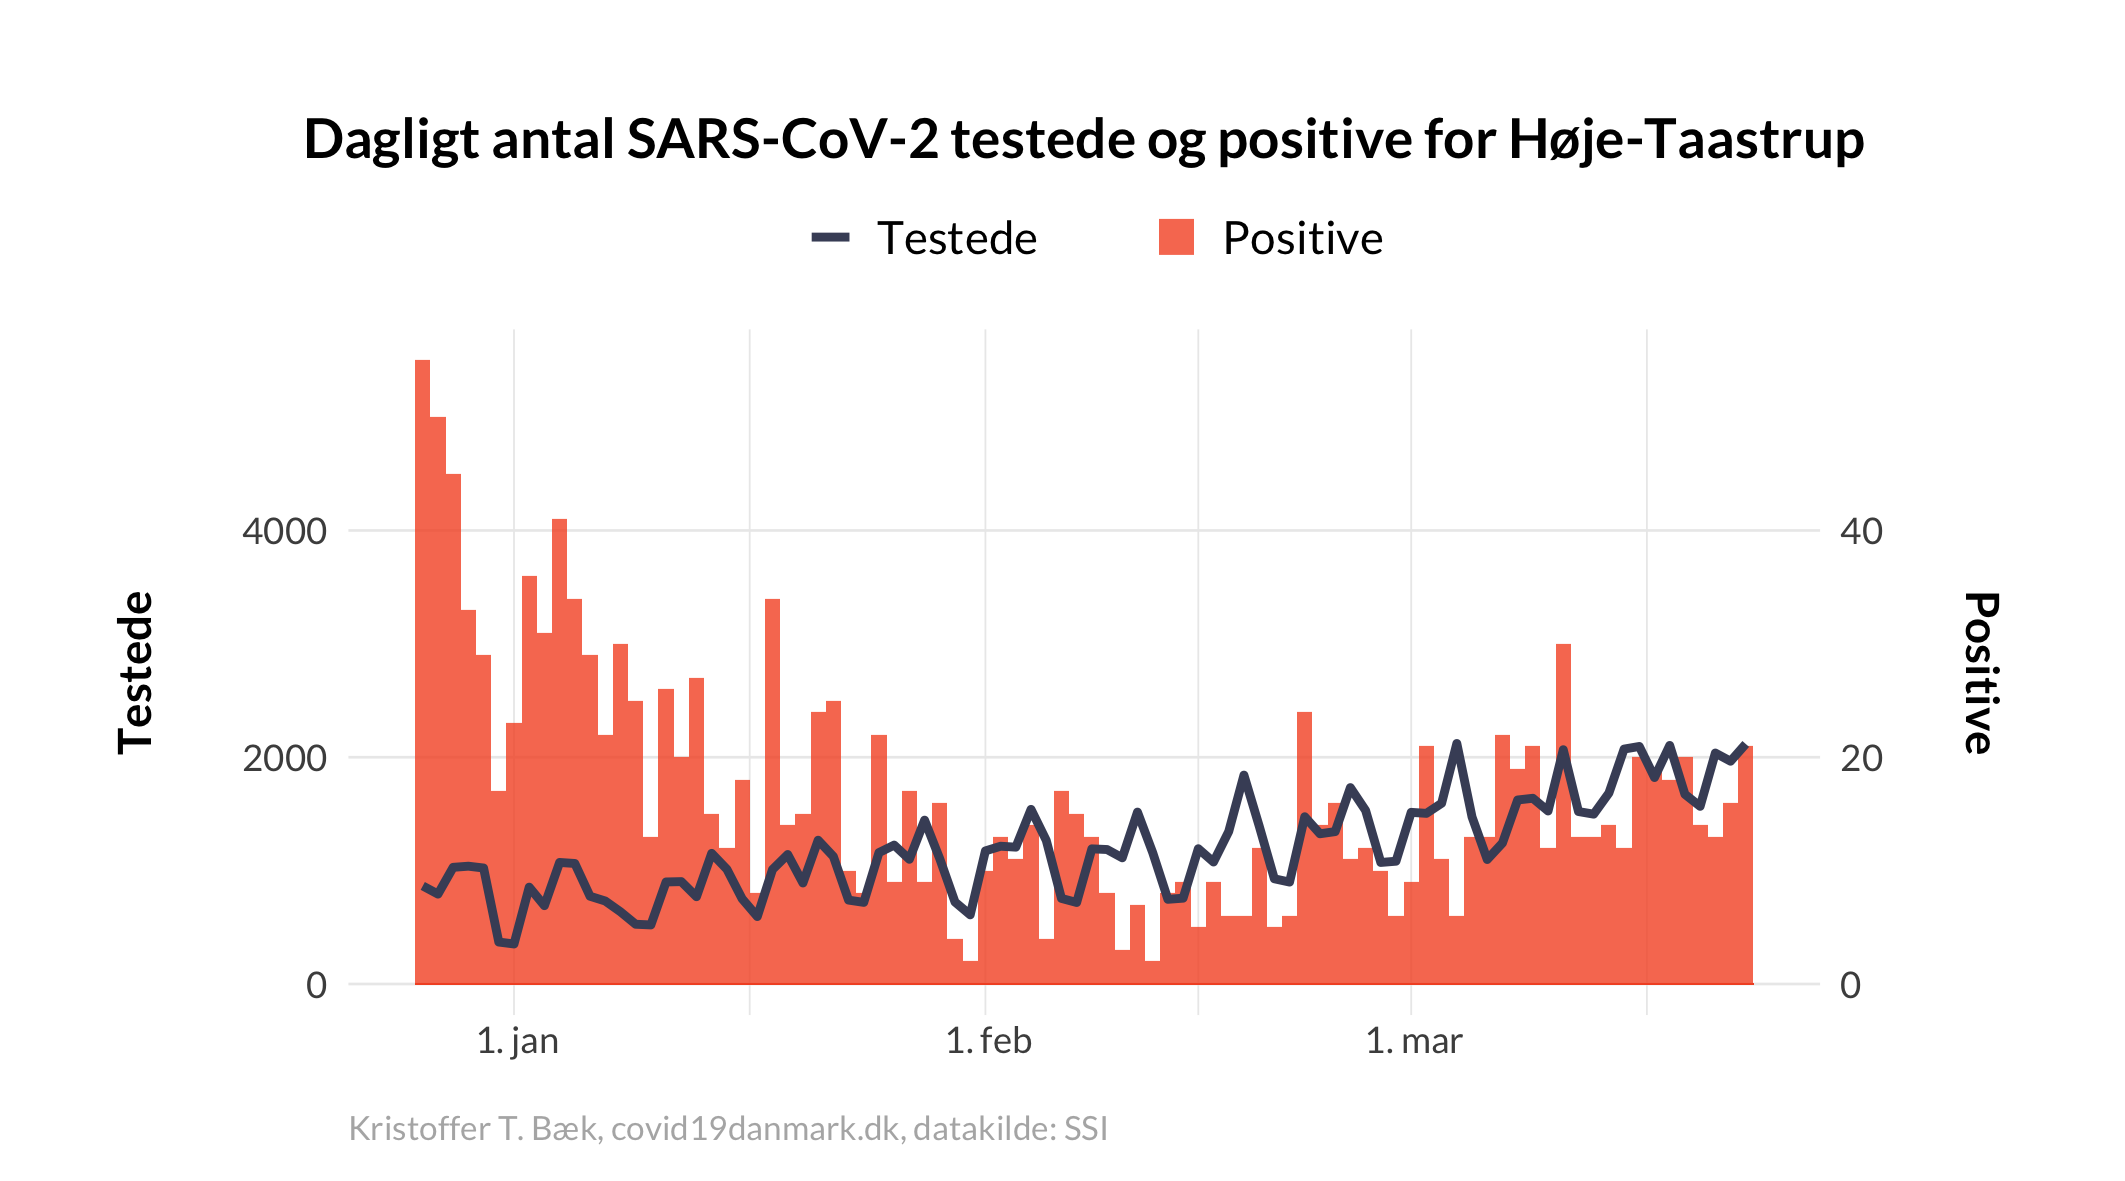 Dagligt antal SARS-CoV-2 testede og positive for Høje-Taastrup
Testede
Positive
4000
2000
0
Testede
40
20
0
Positive
1. jan
1. feb
1. mar
Kristoffer T. Bæk, covid19danmark.dk, datakilde: SSI